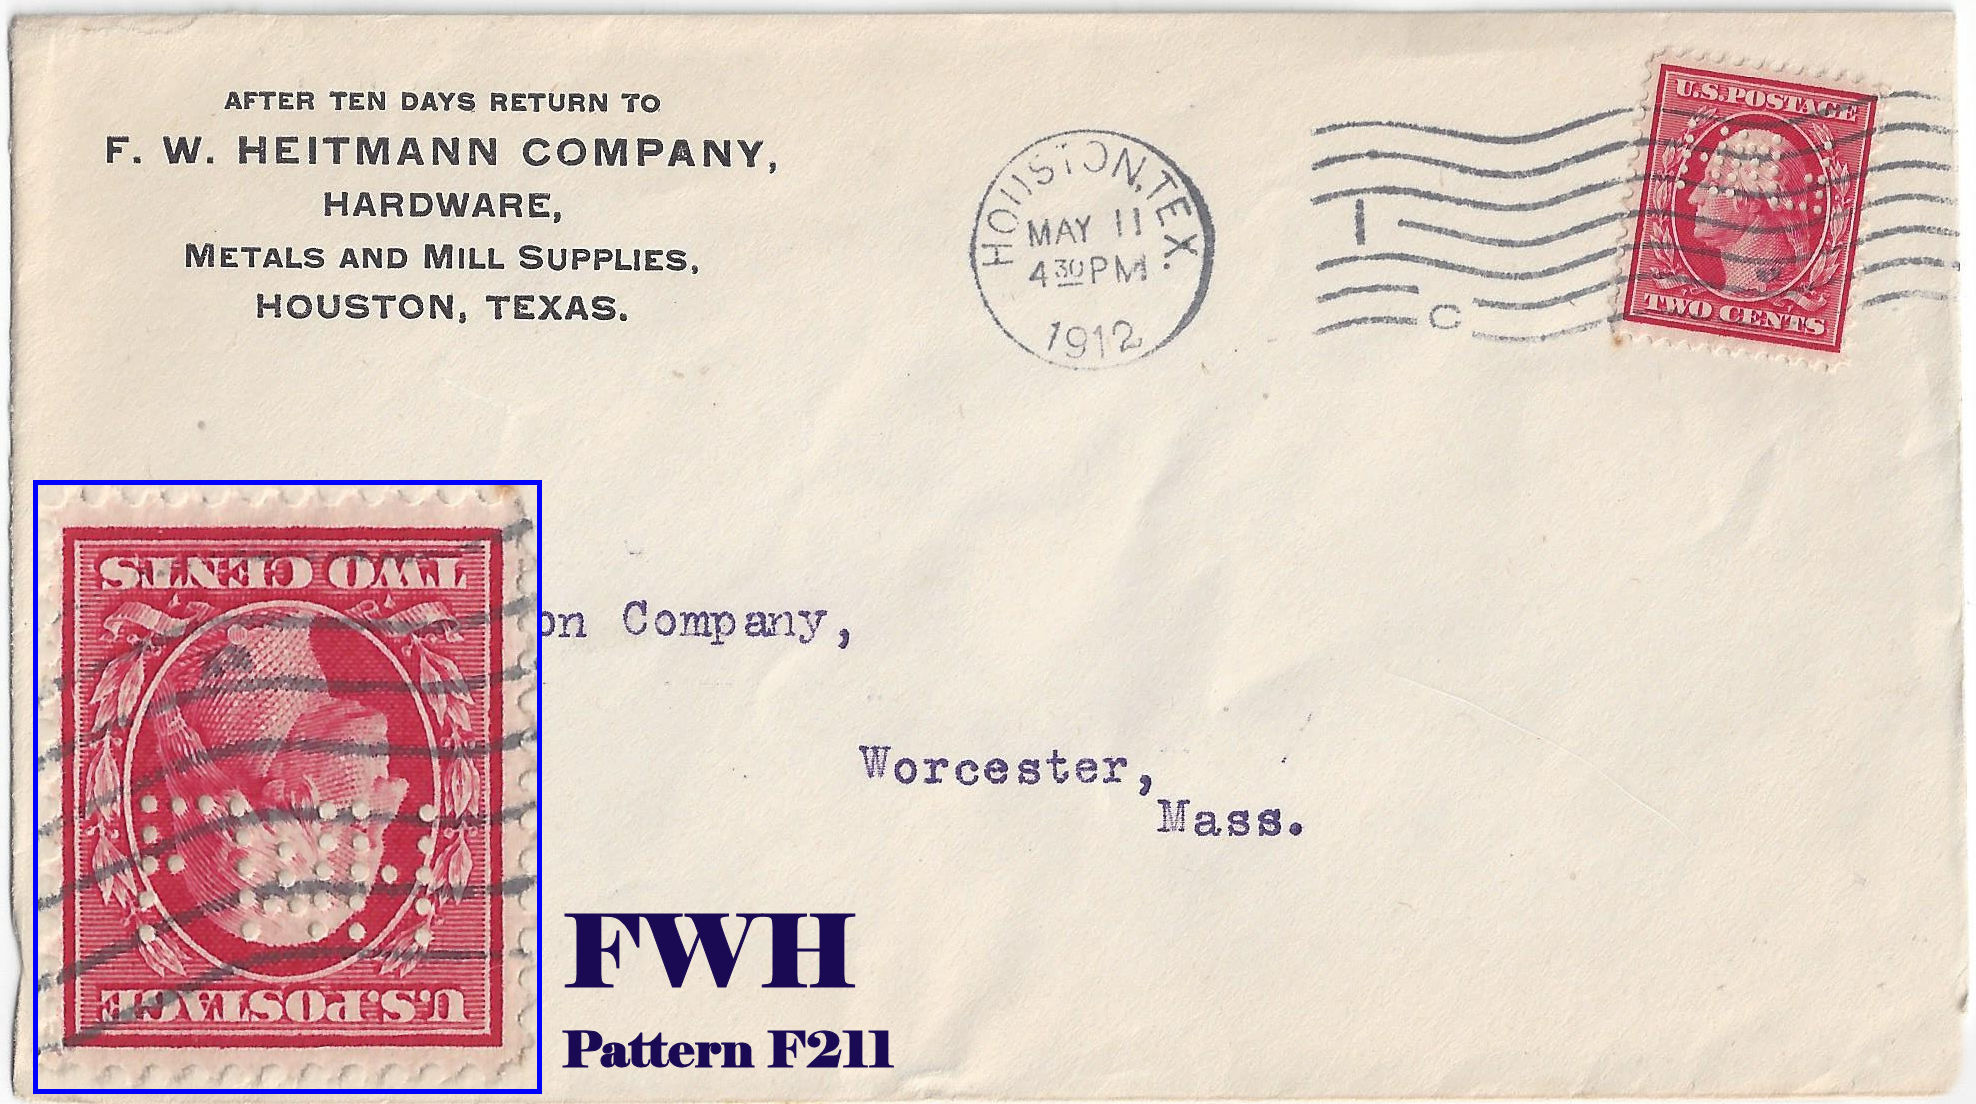 AFTER TEN DAYS RETURN TO
F. W. HEITMANN COMPANY,
HARDWARE,
METALS AND MILL SUPPLIES,
HOUSTON, TEXAS.
HOUSTON, TEX.
MAY 11
4 30 PM
1912
1
C
U.S. POSTAGE
TWO CENTS
TWO CENTS
U.S. POSTAGE
on Company,
Worcester,
Mass.
FWH
Pattern F211